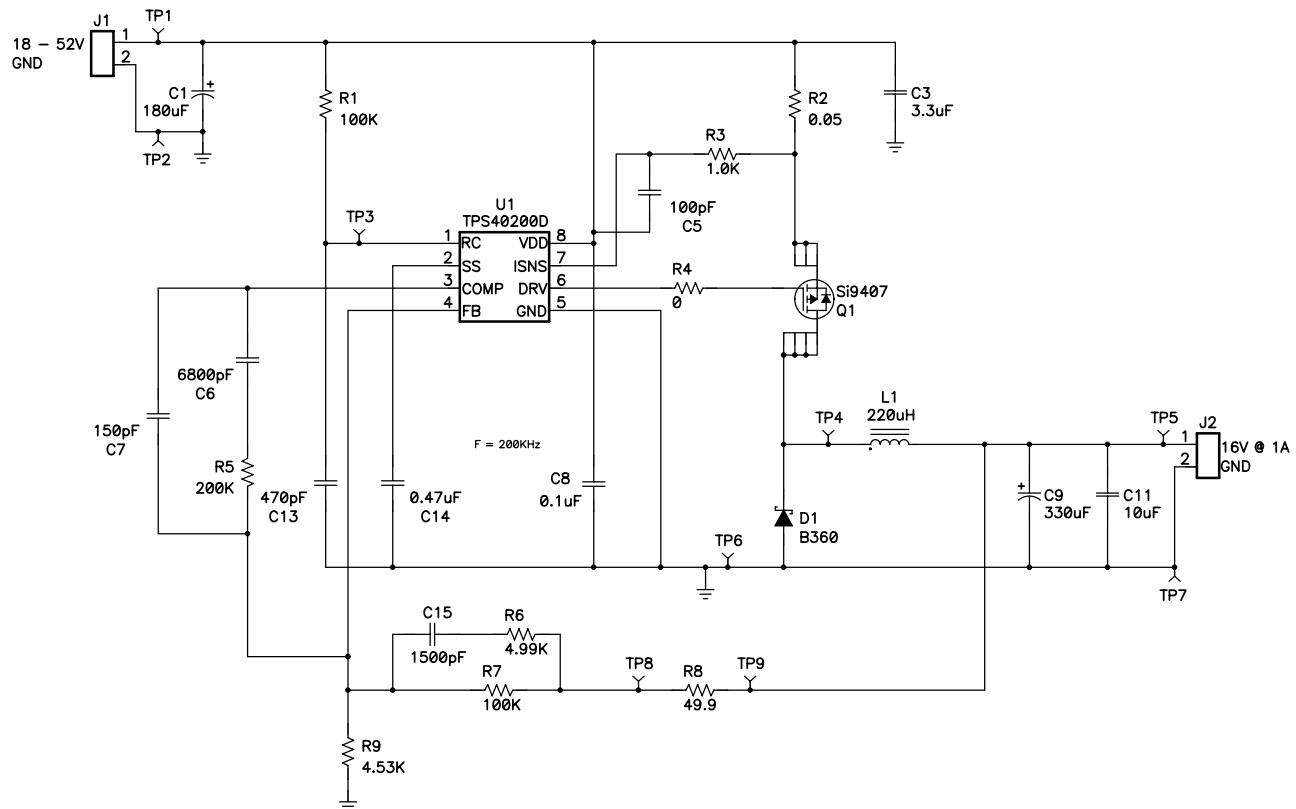 J1
TP1
18 – 52V
GND
1
2
C1
180uF
TP2
R1
100K
R2
0.05
C3
3.3uF
R3
1.0K
100pF
C5
U1
TPS40200D
TP3
1 RC VDD 8
2 SS ISNS 7
3 COMP DRV 6
4 FB GND 5
R4
0
Si9407
Q1
6800pF
C6
150pF
C7
R5
200K
470pF
C13
0.47uF
C14
F = 200KHz
C8
0.1uF
TP4
L1
220uH
TP5
J2
1
2
16V @ 1A
GND
D1
B360
C9
330uF
C11
10uF
TP6
TP7
C15
1500pF
R6
4.99K
R7
100K
TP8
R8
49.9
TP9
R9
4.53K